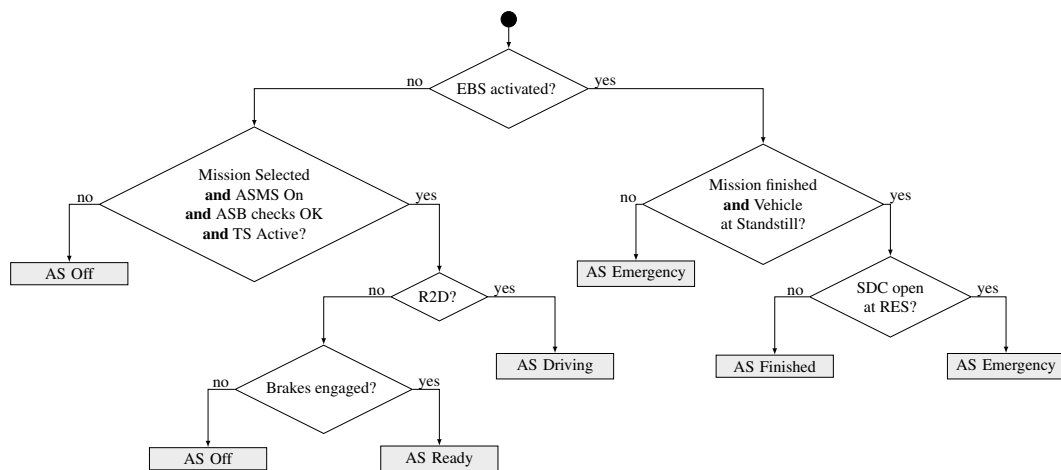 EBS activated?
no
yes
Mission Selected
and ASMS On
and ASB checks OK
and TS Active?
no
yes
Mission finished
and Vehicle
at Standstill?
no
yes
AS Off
AS Emergency
R2D?
no
yes
SDC open
at RES?
no
yes
AS Driving
AS Finished
AS Emergency
Brakes engaged?
no
yes
AS Off
AS Ready